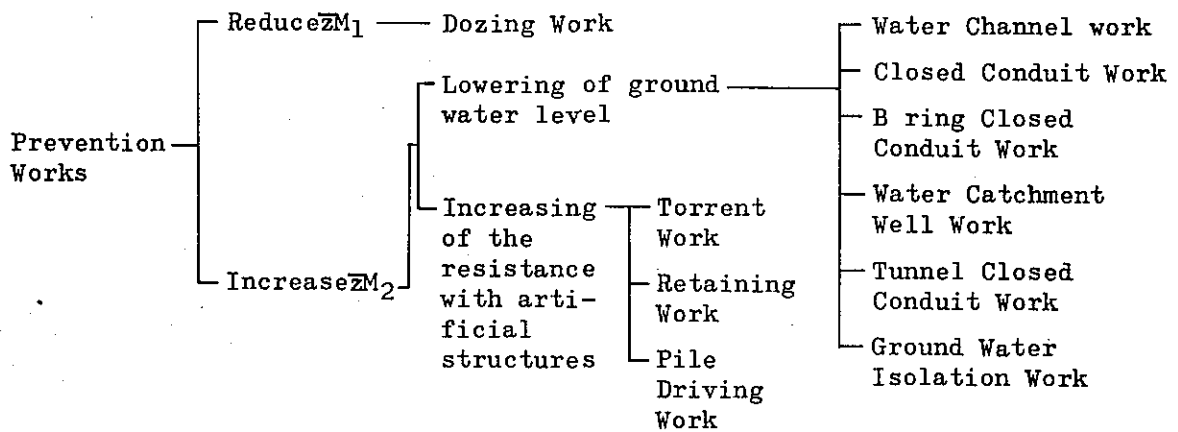 Prevention
Works
Reduce z̅M₁
Dozing Work
Increase z̅M₂
Lowering of ground
water level
Water Channel work
Closed Conduit Work
B ring Closed
Conduit Work
Water Catchment
Well Work
Tunnel Closed
Conduit Work
Ground Water
Isolation Work
Increasing
of the
resistance
with arti-
ficial
structures
Torrent
Work
Retaining
Work
Pile
Driving
Work